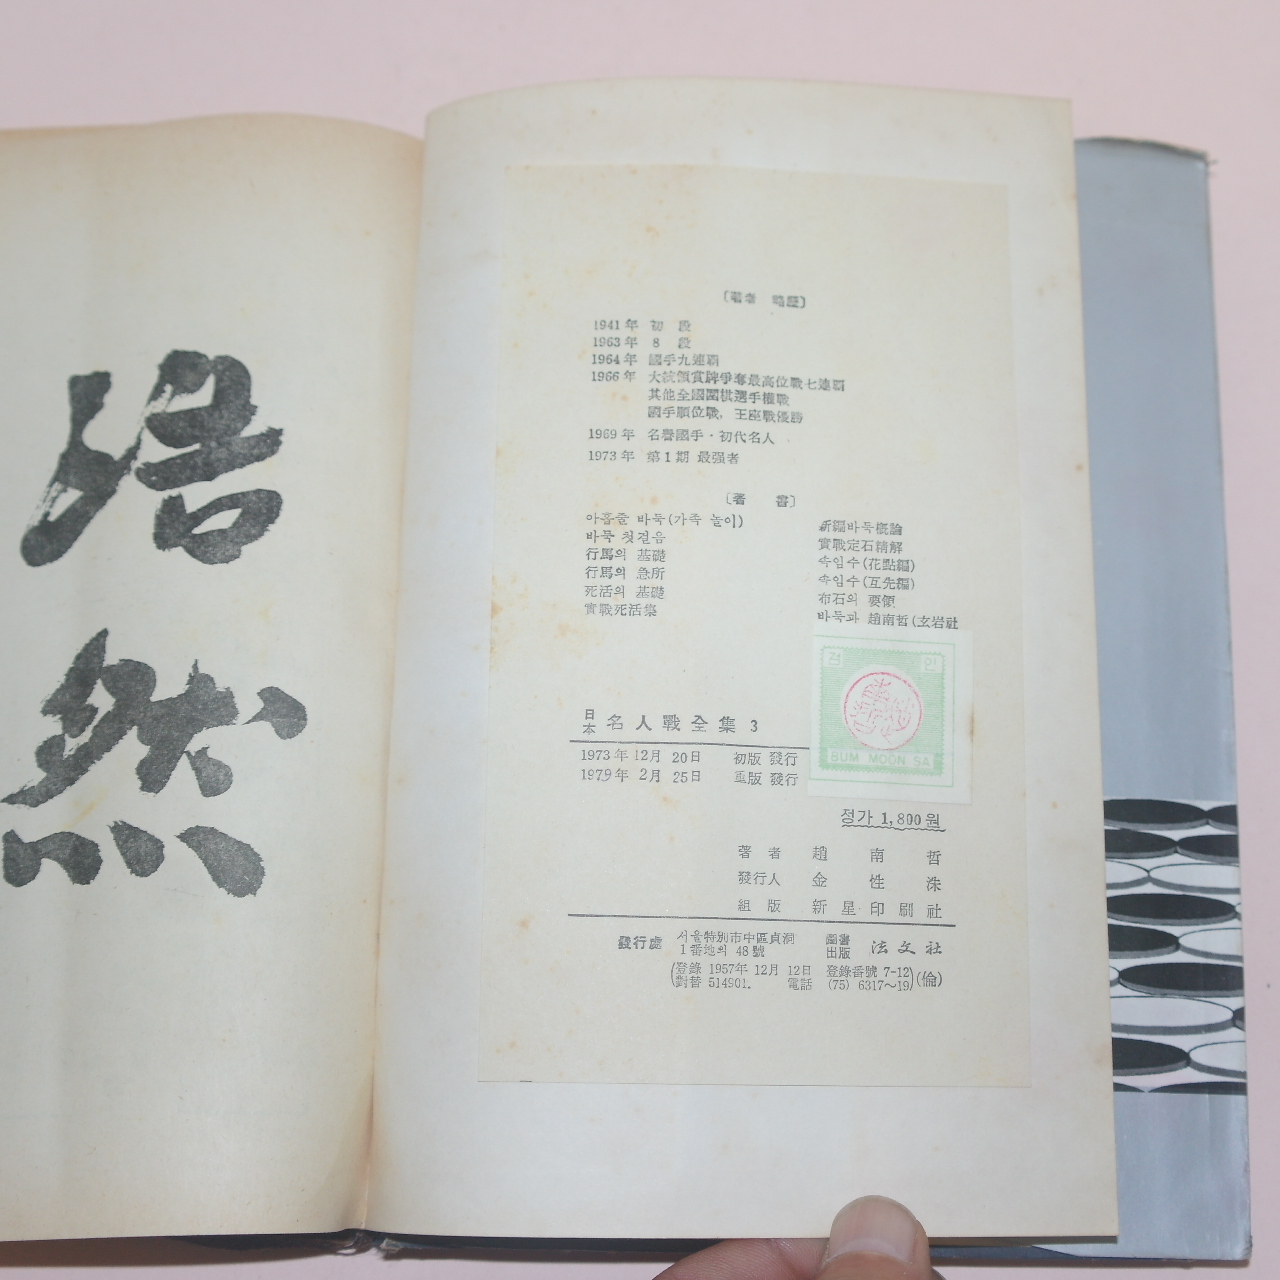 浩
然
〔著者 略歷〕
1941年 初 段
1963年 8 段
1964年 國手九連覇
1966年 大統領賞牌爭奪最高位戰七連覇
其他全國圍棋選手權戰
國手順位戰, 王座戰優勝
1969年 名譽國手·初代名人
1973年 第1期 最强者
〔著 書〕
아홉줄 바둑(가족 놀이)
바둑 첫걸음
行馬의 基礎
行馬의 急所
死活의 基礎
實戰死活集
新編바둑槪論
實戰定石精解
속임수(花點編)
속임수(互先編)
布石의 要領
바둑과 趙南哲(玄岩社
검 인
BUM MOON SA
日本 名人戰全集 3
1973年 12月 20日 初版 發行
1979年 2月 25日 重版 發行
정가 1,800원
著者 趙南哲
發行人 金性洙
組版 新星印刷社
發行處 서울特別市中區貞洞 1番地의 48號 圖書出版 法文社
(登錄 1957年 12月 12日 登錄番號 7-12)
對替 514901. 電話 (75) 6317~19 (倫)